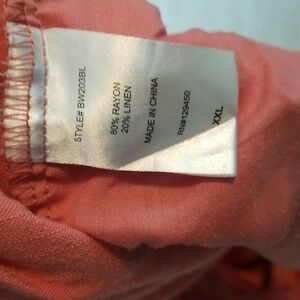 STYLE# BW203BL
80% RAYON
20% LINEN
MADE IN CHINA
RN#129450
XXL